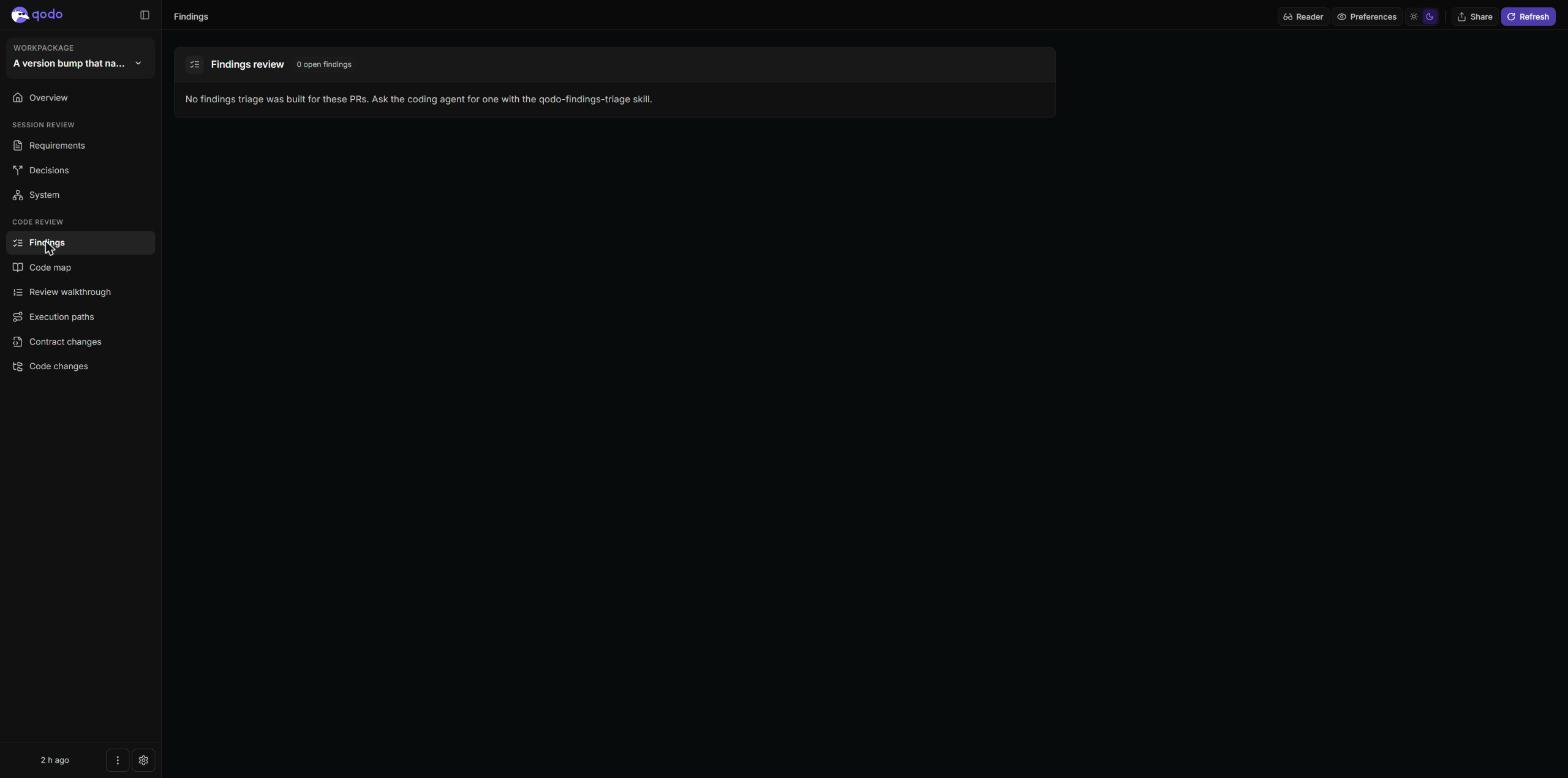 qodo
Findings
Reader
Preferences
Share
Refresh
WORKPACKAGE
A version bump that na...
Overview
SESSION REVIEW
Requirements
Decisions
System
CODE REVIEW
Findings
Code map
Review walkthrough
Execution paths
Contract changes
Code changes
2 h ago
Findings review 0 open findings
No findings triage was built for these PRs. Ask the coding agent for one with the qodo-findings-triage skill.